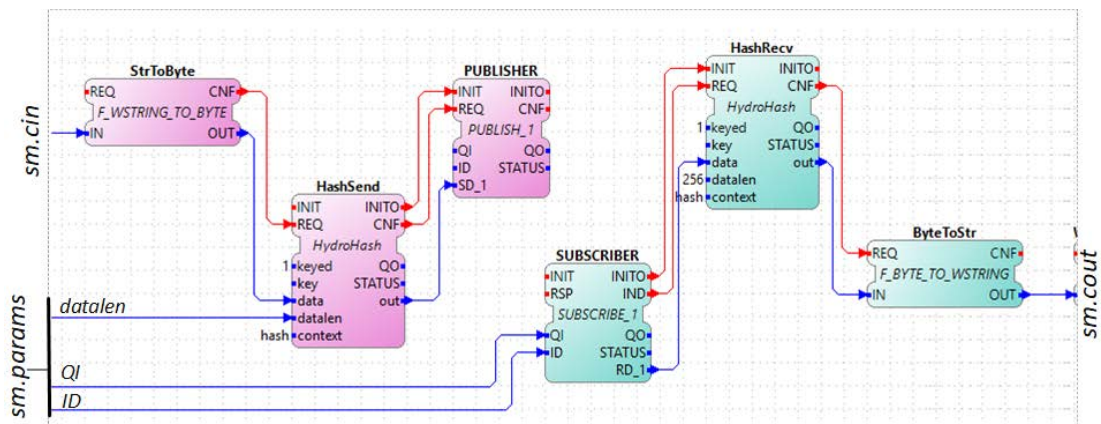 sm.cin
sm.params
datalen
QI
ID
StrToByte
REQ CNF
F_WSTRING_TO_BYTE
IN OUT
HashSend
INIT INITO
REQ CNF
HydroHash
1 keyed QO
key STATUS
data out
datalen
hash context
PUBLISHER
INIT INITO
REQ CNF
PUBLISH_1
QI QO
ID STATUS
SD_1
SUBSCRIBER
INIT INITO
RSP IND
SUBSCRIBE_1
QI QO
ID STATUS
RD_1
HashRecv
INIT INITO
REQ CNF
HydroHash
1 keyed QO
key STATUS
data out
256 datalen
hash context
ByteToStr
REQ CNF
F_BYTE_TO_WSTRING
IN OUT
sm.cout